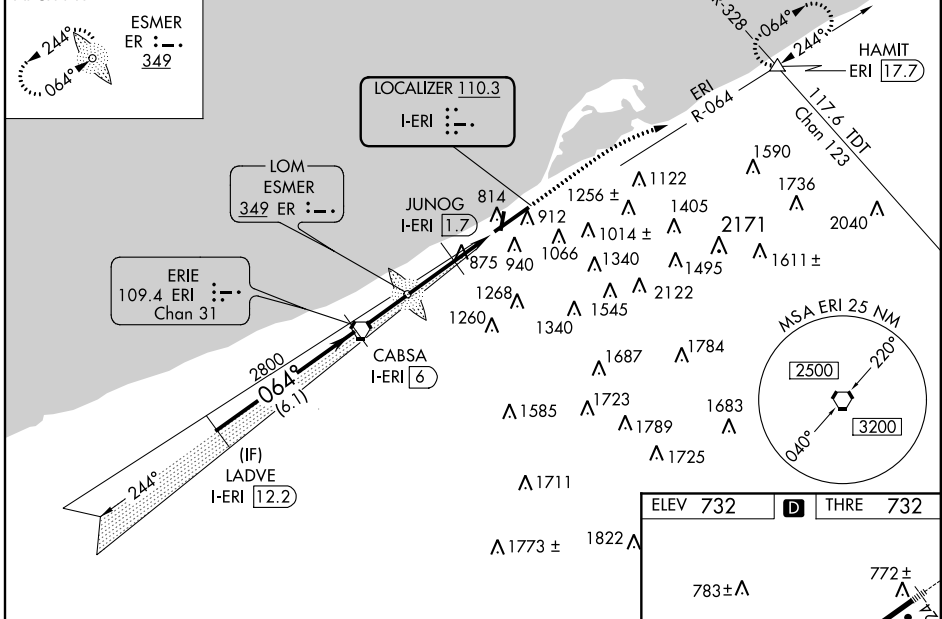 ESMER
ER
349
244°
064°
R-328
064°
244°
HAMIT
ERI 17.7
ERI
R-064
117.6 TDT
Chan 123
LOCALIZER 110.3
I-ERI
LOM
ESMER
349 ER
JUNOG
I-ERI 1.7
ERIE
109.4 ERI
Chan 31
814
912
1256 ±
1122
1590
1405
1736
2171
2040
1014 ±
875
940
1066
1340
1495
1611 ±
1268
1545
2122
1260
1340
CABSA
I-ERI 6
2800
064°
(6.1)
(IF)
LADVE
I-ERI 12.2
244°
1687
1784
1585
1723
1789
1683
1725
1711
1773 ±
1822
MSA ERI 25 NM
2500
220°
3200
040°
ELEV 732
D
THRE 732
783±
772±